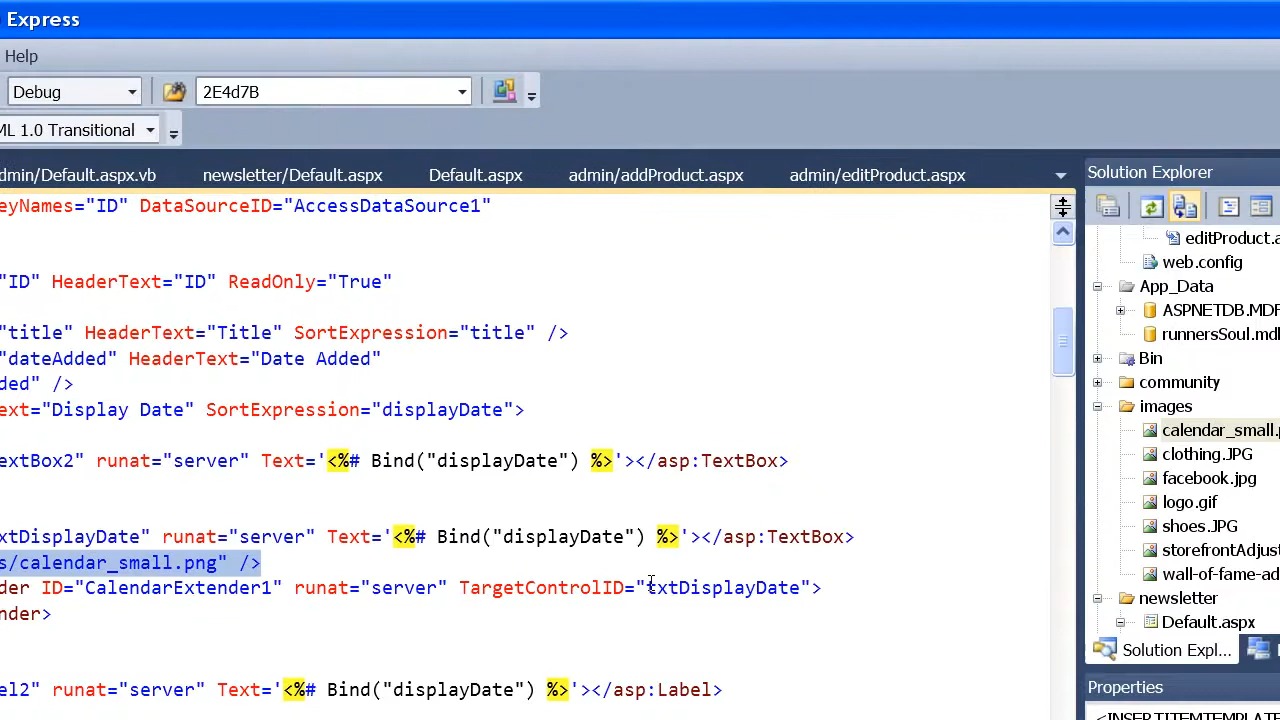 Express
Help
Debug
2E4d7B
ML 1.0 Transitional
dmin/Default.aspx.vb
newsletter/Default.aspx
Default.aspx
admin/addProduct.aspx
admin/editProduct.aspx
Solution Explorer
eyNames="ID" DataSourceID="AccessDataSource1"
"ID" HeaderText="ID" ReadOnly="True"
"title" HeaderText="Title" SortExpression="title" />
"dateAdded" HeaderText="Date Added"
ded" />
ext="Display Date" SortExpression="displayDate">
extBox2" runat="server" Text='<%# Bind("displayDate") %>'></asp:TextBox>
xtDisplayDate" runat="server" Text='<%# Bind("displayDate") %>'></asp:TextBox>
s/calendar_small.png" />
der ID="CalendarExtender1" runat="server" TargetControlID="txtDisplayDate">
nder>
el2" runat="server" Text='<%# Bind("displayDate") %>'></asp:Label>
editProduct.a
web.config
App_Data
ASPNETDB.MDF
runnersSoul.mdl
Bin
community
images
calendar_small.p
clothing.JPG
facebook.jpg
logo.gif
shoes.JPG
storefrontAdjust
wall-of-fame-ad
newsletter
Default.aspx
Solution Expl...
Properties
<INSERTITEMTEMPLATE